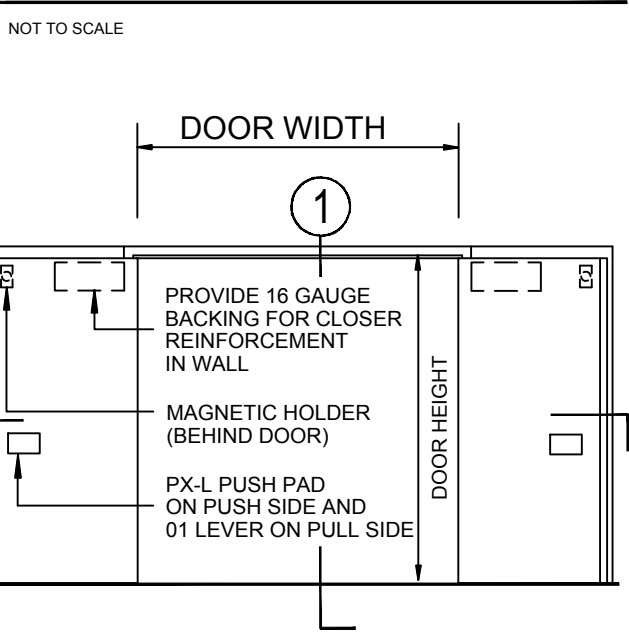 NOT TO SCALE
DOOR WIDTH
1
PROVIDE 16 GAUGE
BACKING FOR CLOSER
REINFORCEMENT
IN WALL
MAGNETIC HOLDER
(BEHIND DOOR)
PX-L PUSH PAD
ON PUSH SIDE AND
01 LEVER ON PULL SIDE
DOOR HEIGHT